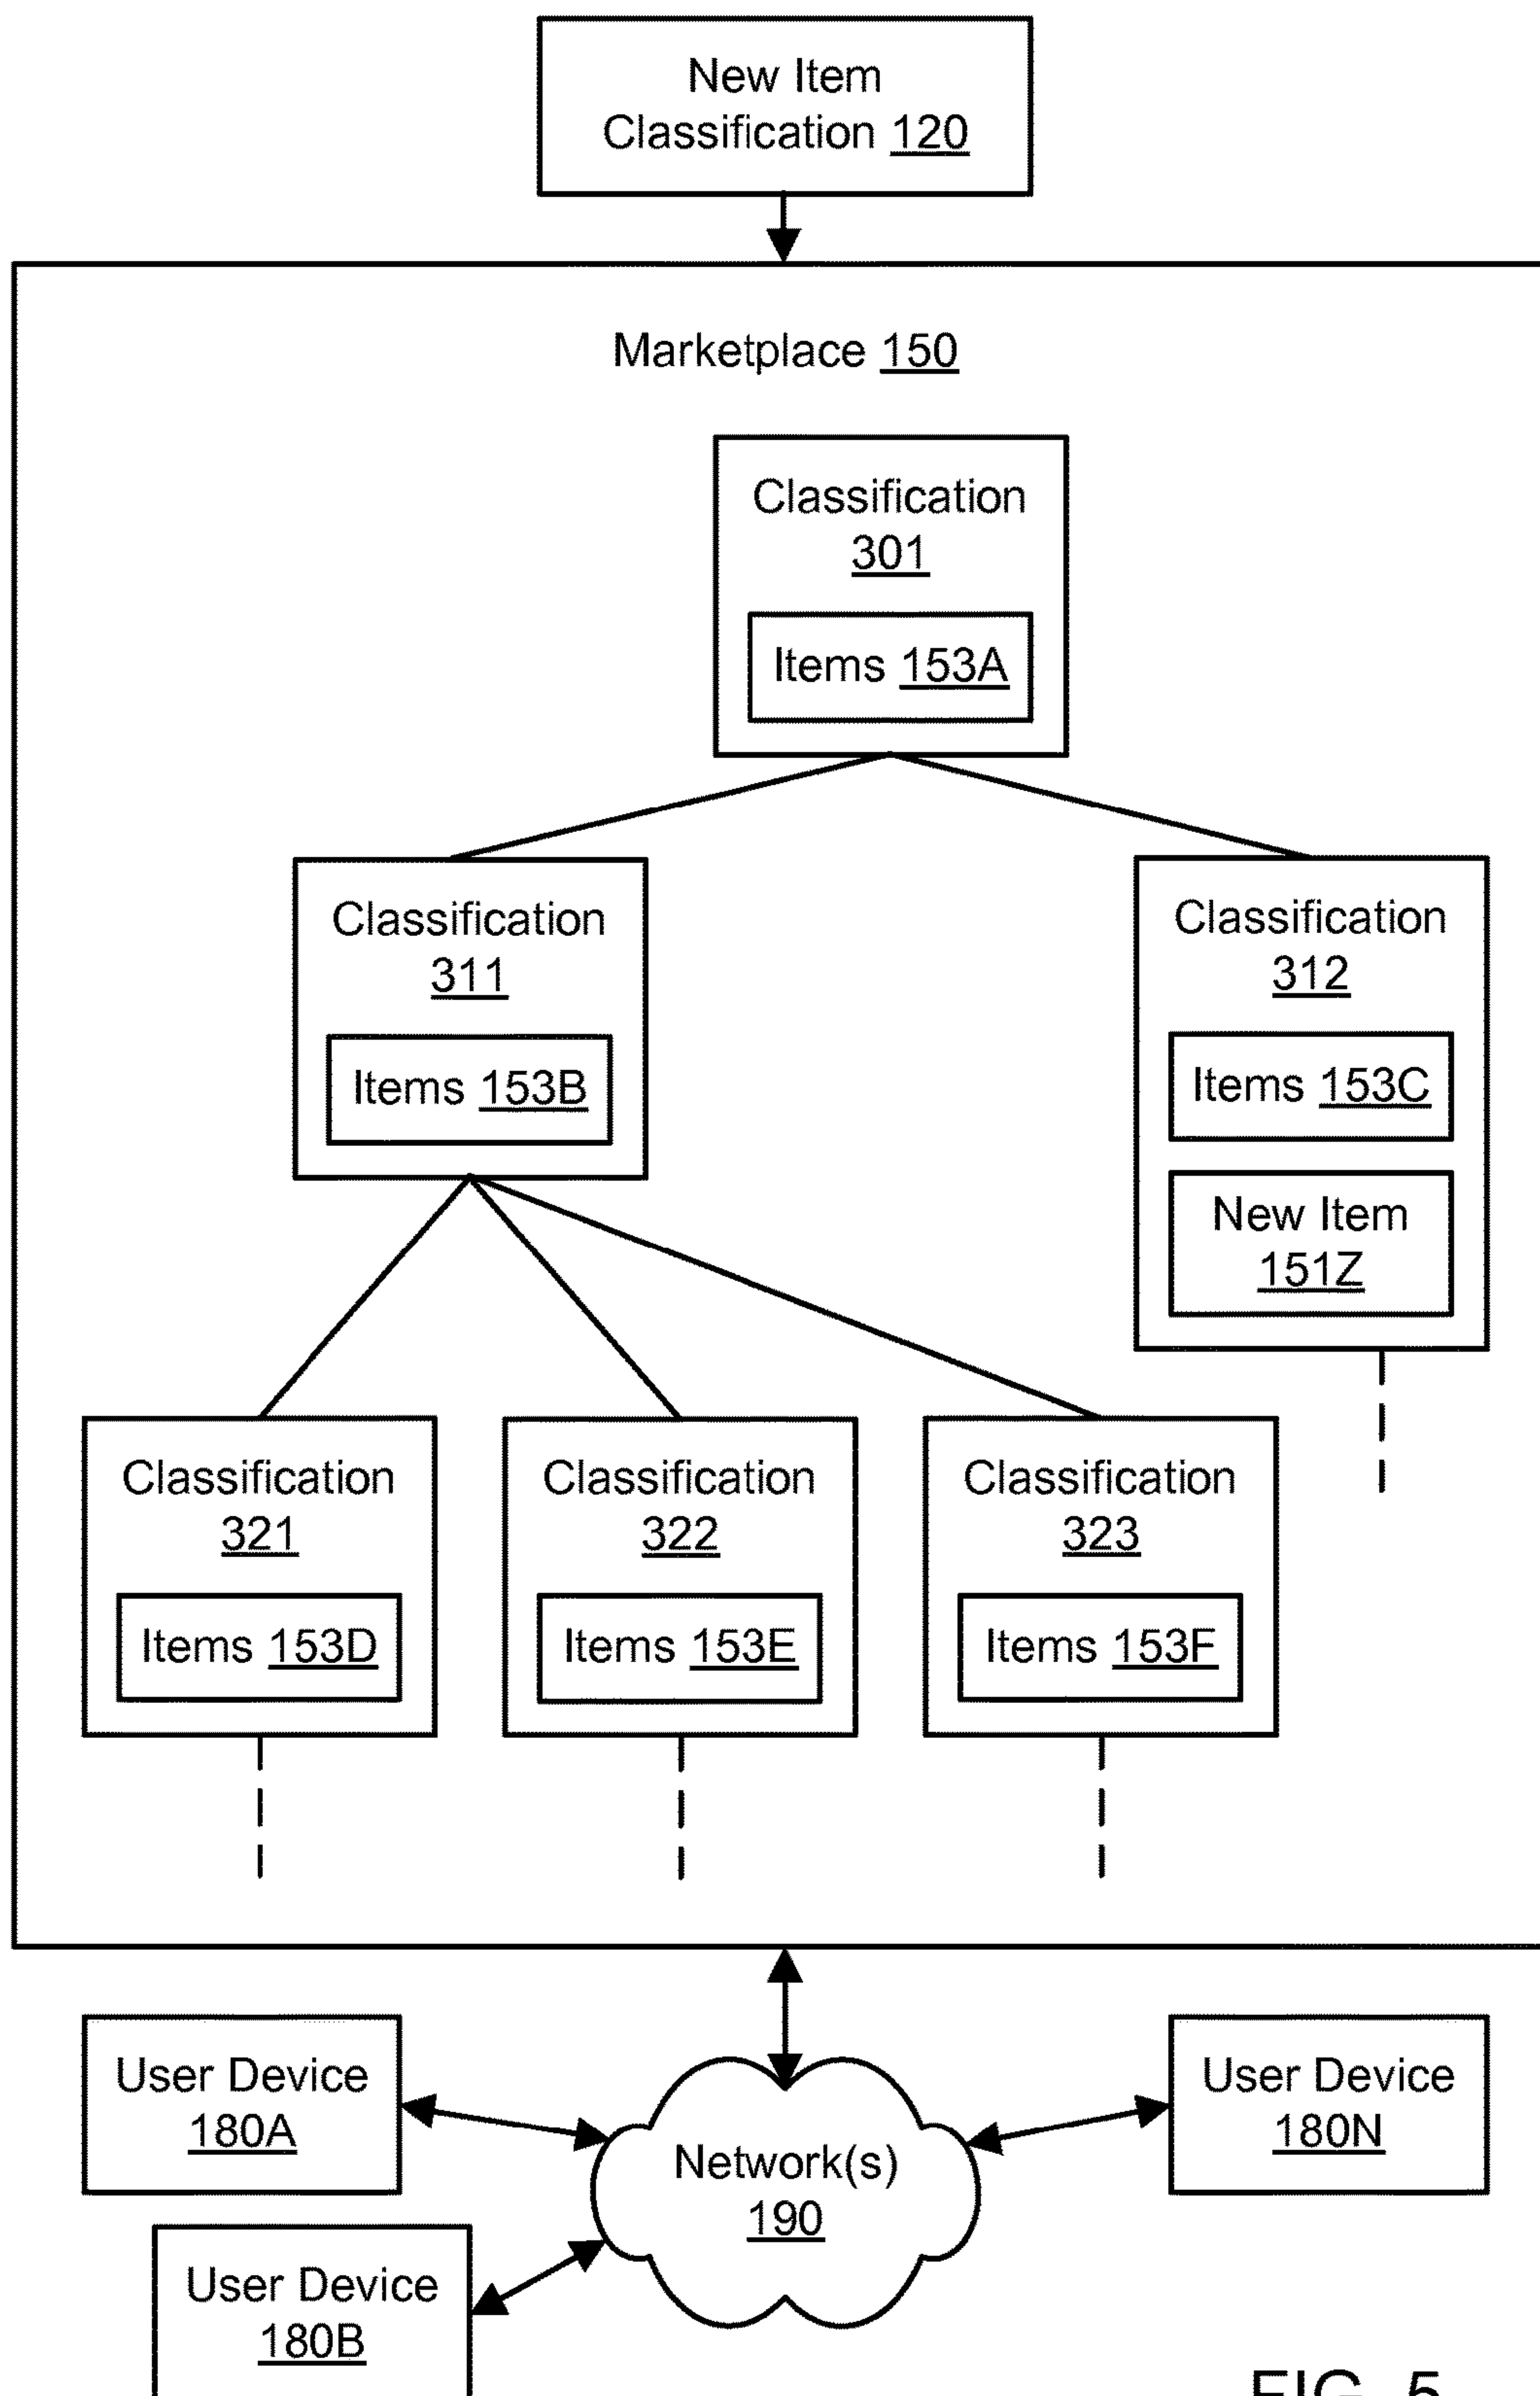 New Item
Classification 120
Marketplace 150
Classification
301
Items 153A
Classification
311
Items 153B
Classification
312
Items 153C
New Item
151Z
Classification
321
Items 153D
Classification
322
Items 153E
Classification
323
Items 153F
User Device
180A
User Device
180B
Network(s)
190
User Device
180N
FIG. 5